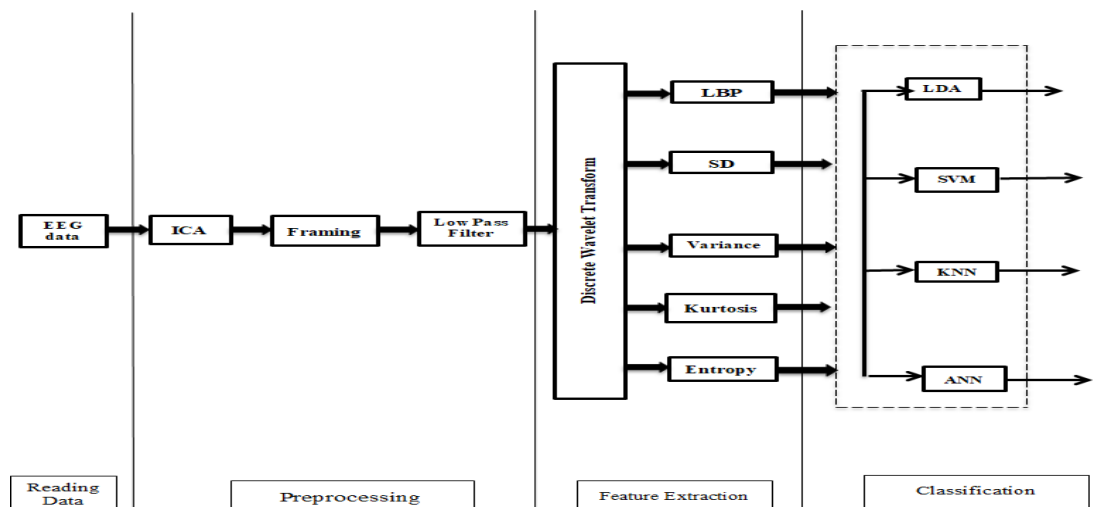 EEG
data
ICA
Framing
Low Pass
Filter
Discrete Wavelet Transform
LBP
SD
Variance
Kurtosis
Entropy
LDA
SVM
KNN
ANN
Reading
Data
Preprocessing
Feature Extraction
Classification